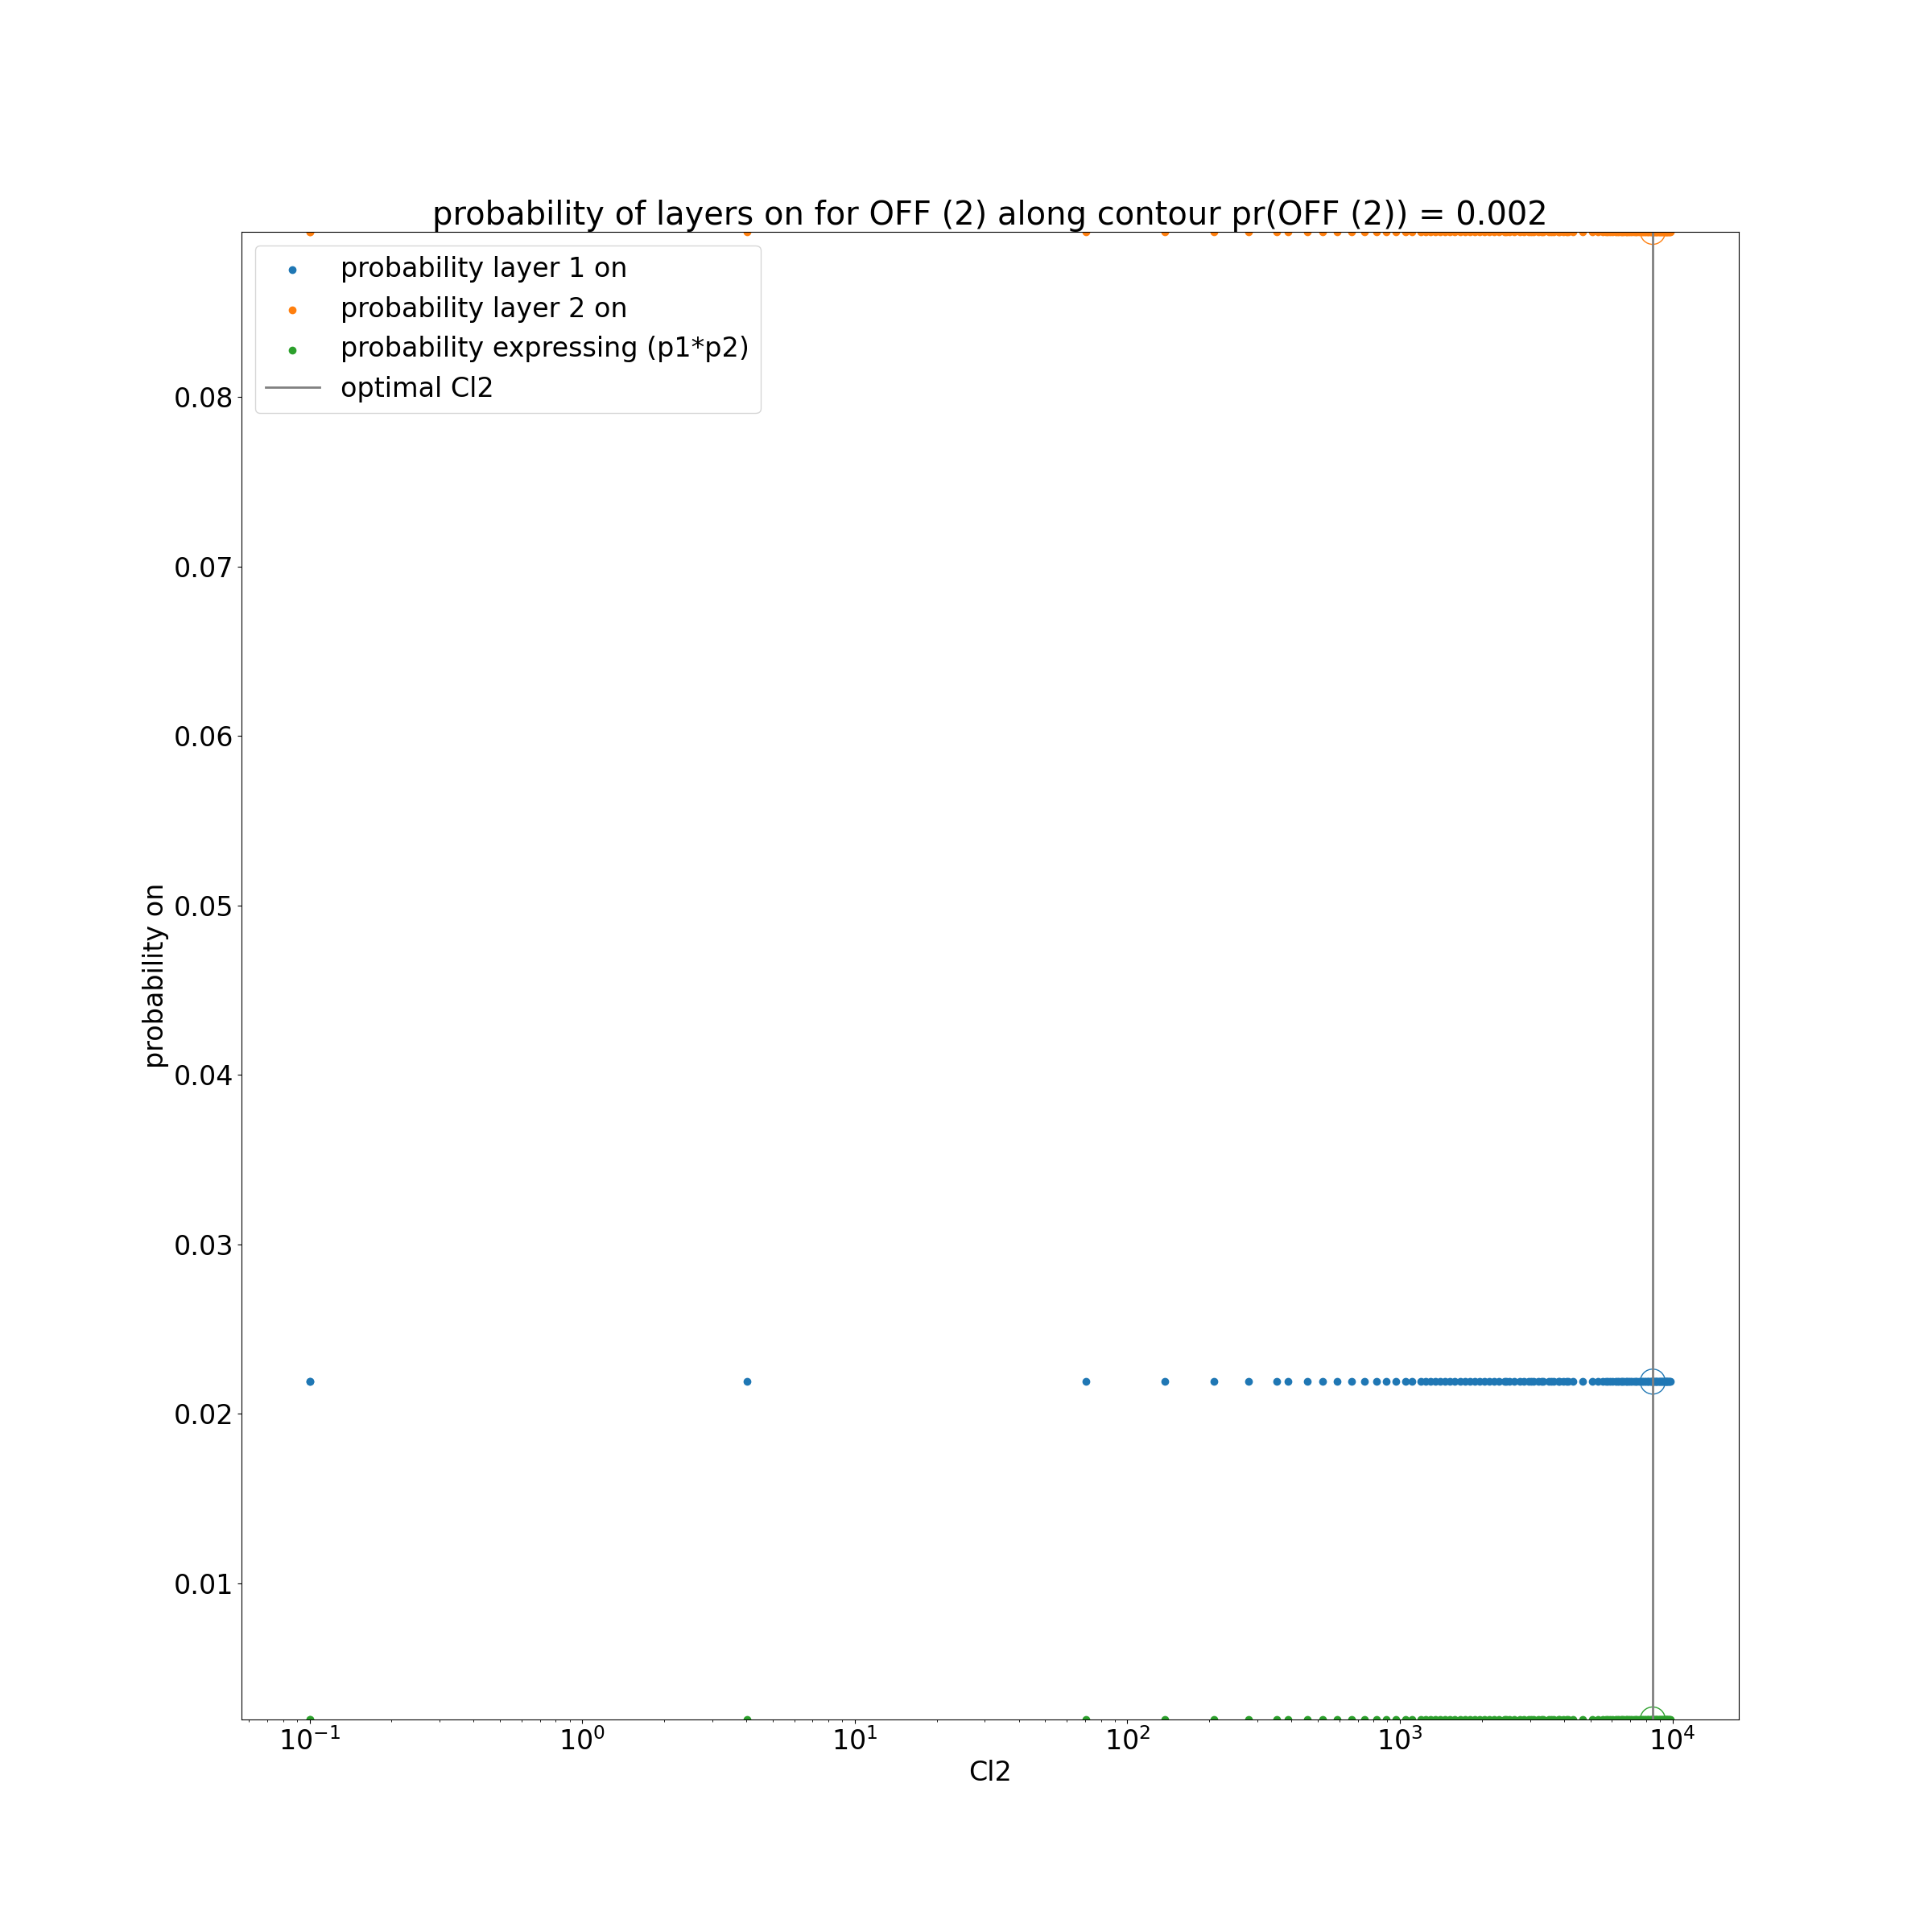 probability of layers on for OFF (2) along contour pr(OFF (2)) = 0.002
probability layer 1 on
probability layer 2 on
probability expressing (p1*p2)
optimal Cl2
0.08
0.07
0.06
0.05
0.04
0.03
0.02
0.01
probability on
10⁻¹ 10⁰ 10¹ 10² 10³ 10⁴
Cl2